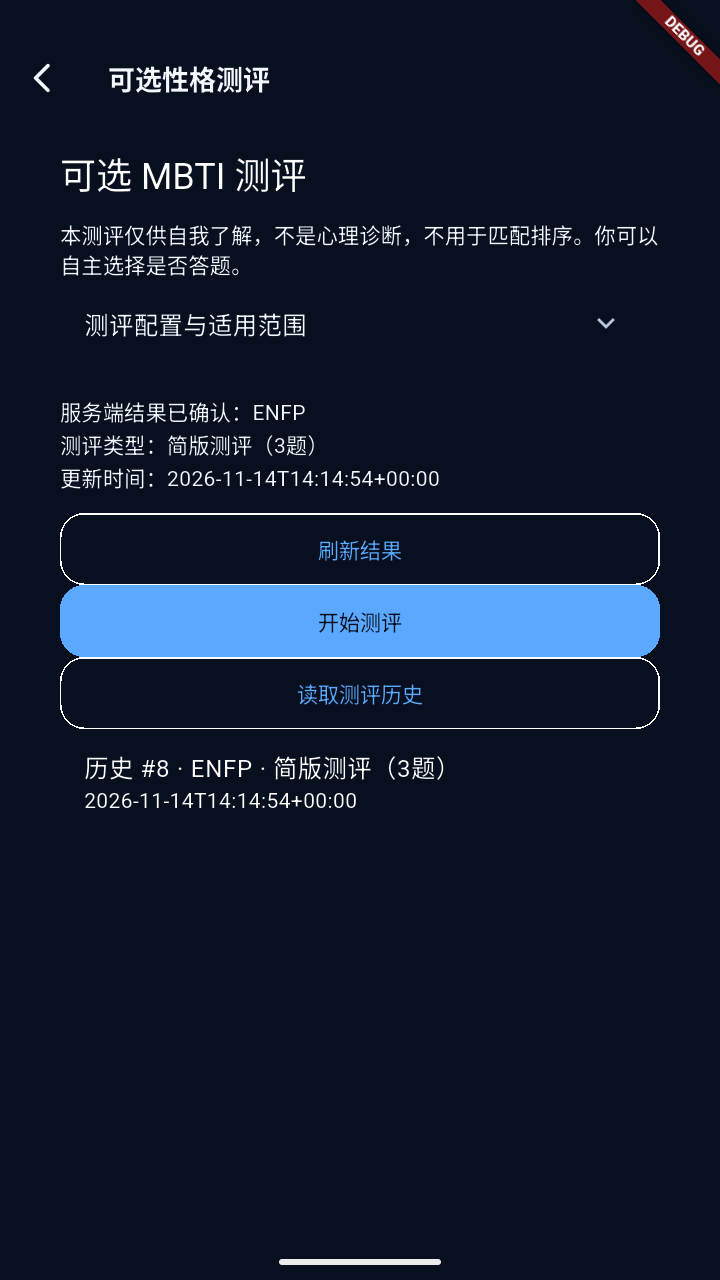 DEBUG
可选性格测评
可选 MBTI 测评
本测评仅供自我了解，不是心理诊断，不用于匹配排序。你可以
自主选择是否答题。
测评配置与适用范围
服务端结果已确认：ENFP
测评类型：简版测评（3题）
更新时间：2026-11-14T14:14:54+00:00
刷新结果
开始测评
读取测评历史
历史 #8 · ENFP · 简版测评（3题）
2026-11-14T14:14:54+00:00